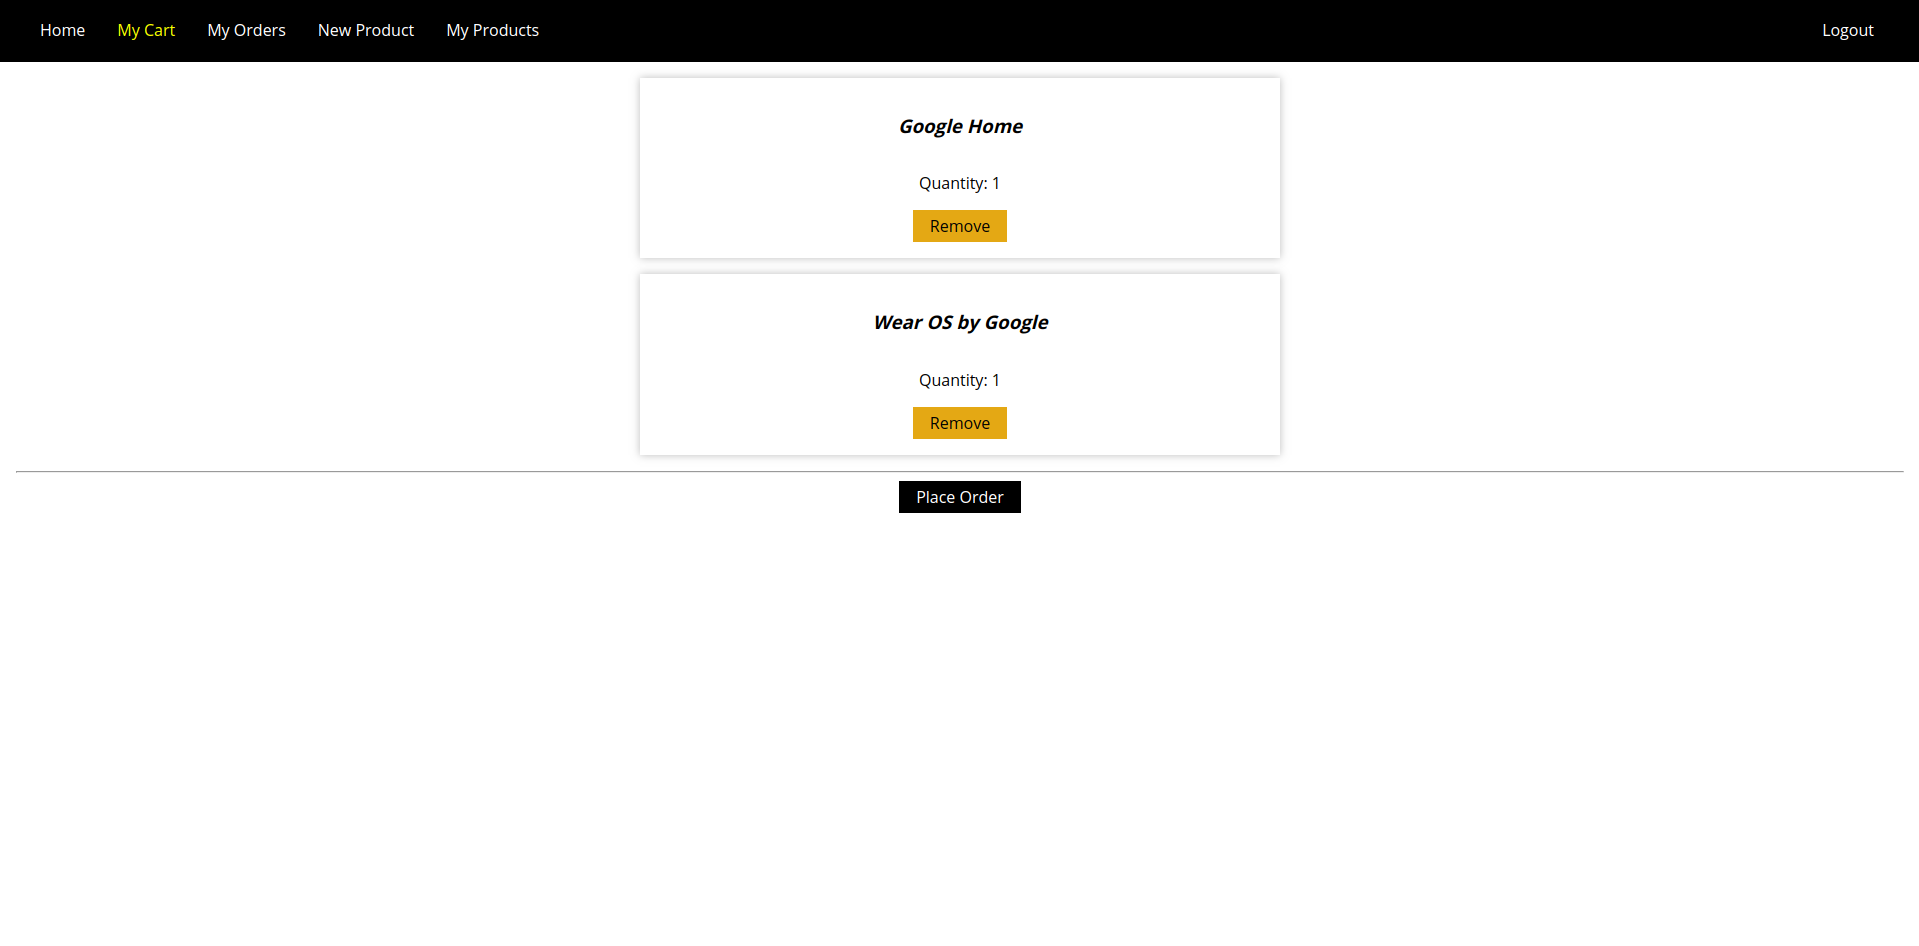 Home My Cart My Orders New Product My Products Logout
Google Home
Quantity: 1
Remove
Wear OS by Google
Quantity: 1
Remove
Place Order